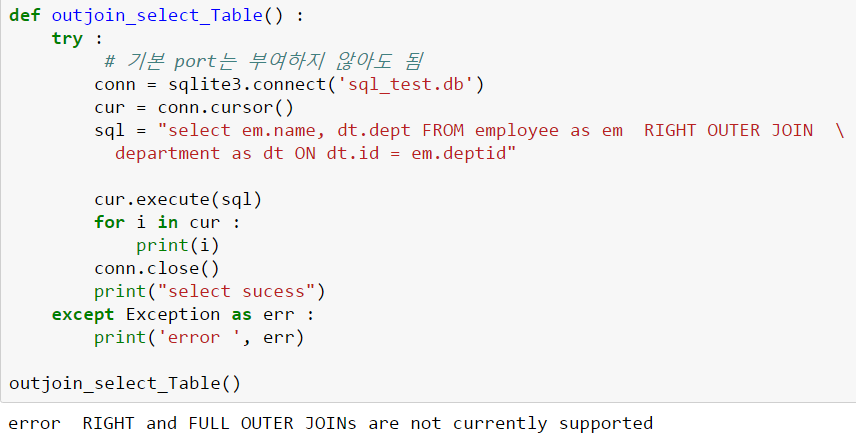 def outjoin_select_Table() :
    try :
         # 기본 port는 부여하지 않아도 됨
        conn = sqlite3.connect('sql_test.db')
        cur = conn.cursor()
        sql = "select em.name, dt.dept FROM employee as em  RIGHT OUTER JOIN  \
          department as dt ON dt.id = em.deptid"
        cur.execute(sql)
        for i in cur :
            print(i)
        conn.close()
        print("select sucess")
    except Exception as err :
        print('error ', err)
outjoin_select_Table()
error  RIGHT and FULL OUTER JOINs are not currently supported